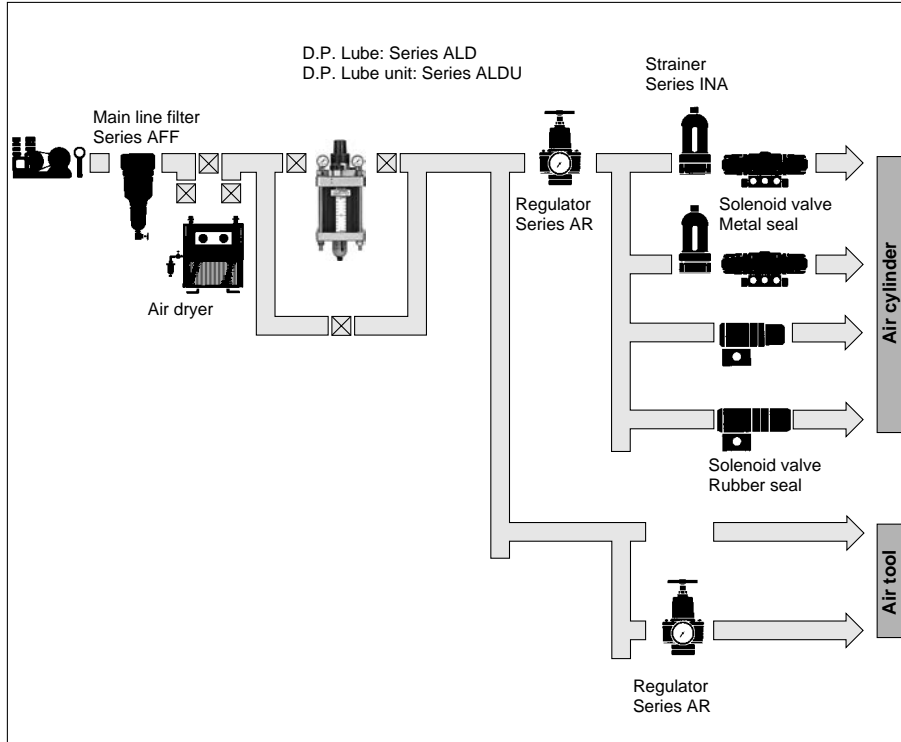 D.P. Lube: Series ALD
D.P. Lube unit: Series ALDU
Strainer
Series INA
Main line filter
Series AFF
Regulator
Series AR
Solenoid valve
Metal seal
Air dryer
Air cylinder
Solenoid valve
Rubber seal
Air tool
Regulator
Series AR